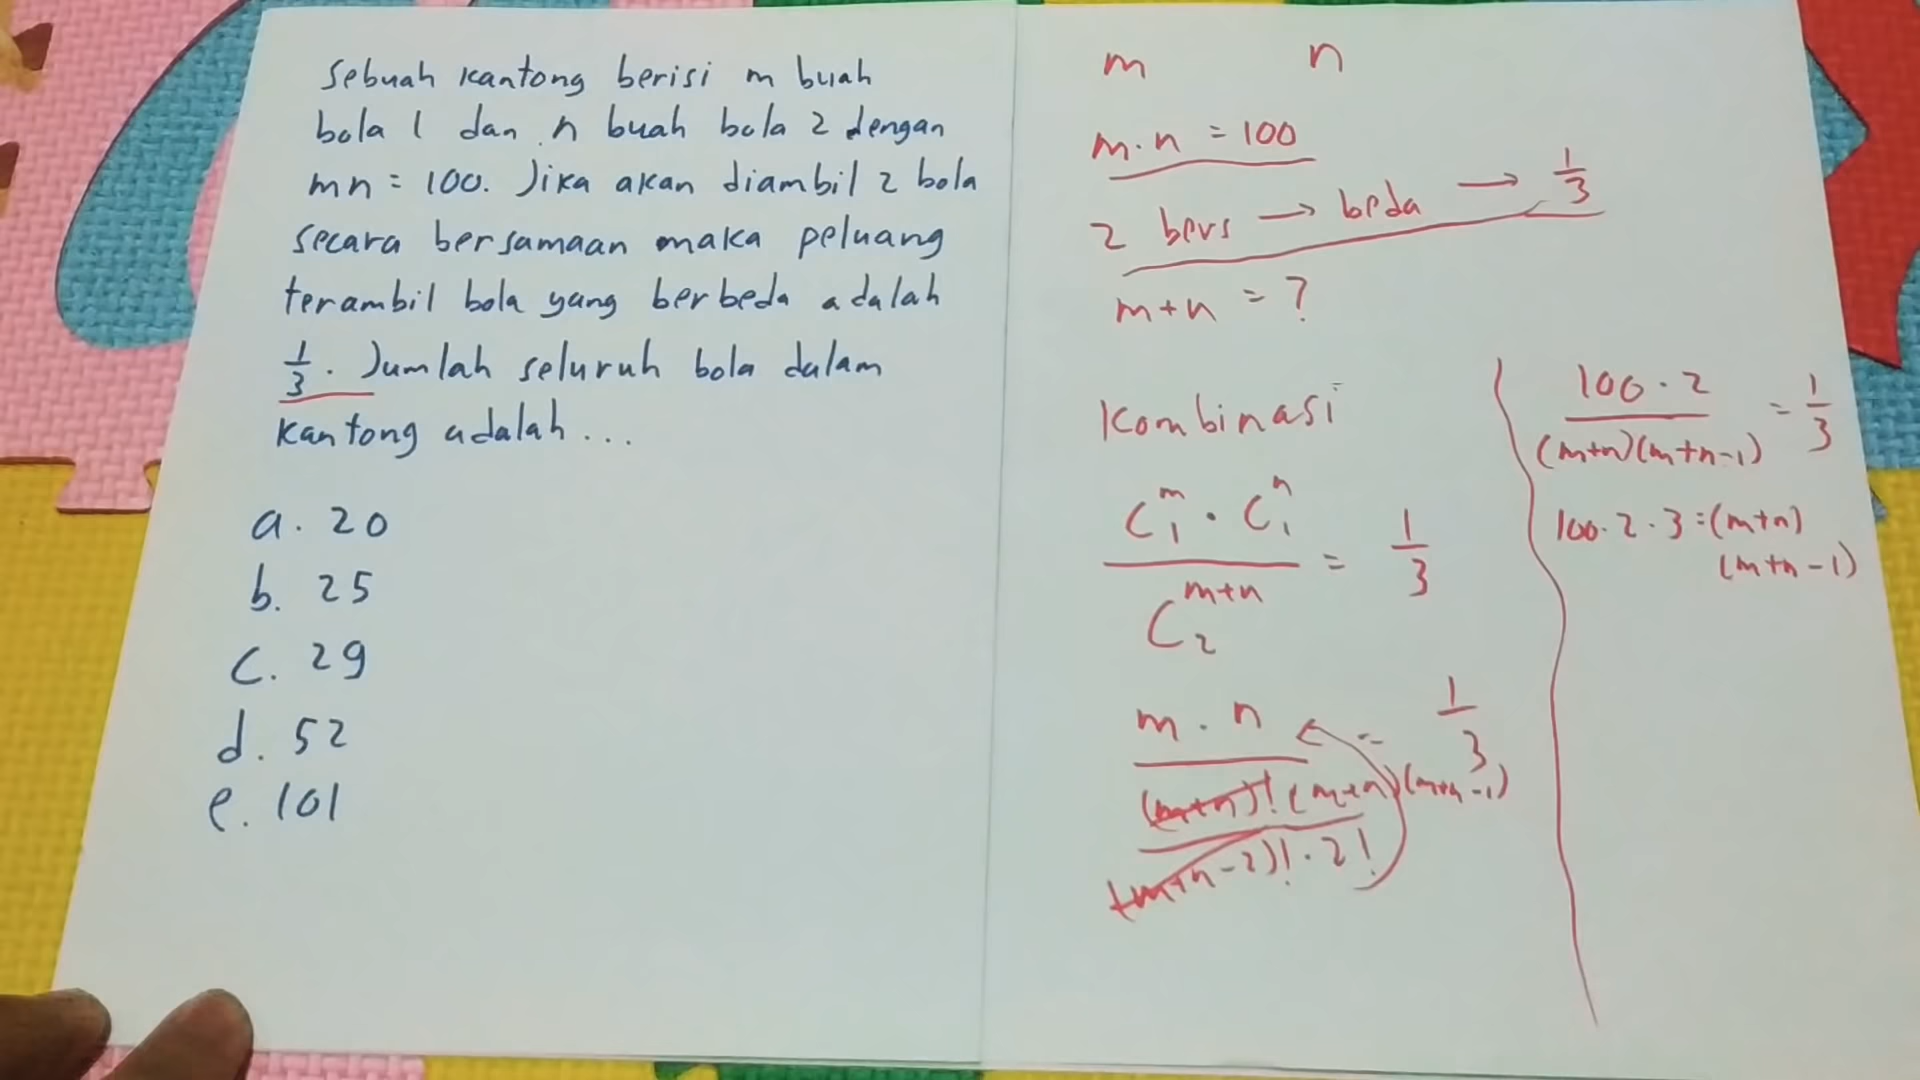 Sebuah kantong berisi m buah
bola 1 dan n buah bola 2 dengan
mn = 100. Jika akan diambil 2 bola
secara bersamaan maka peluang
terambil bola yang berbeda adalah
1/3. Jumlah seluruh bola dalam
kantong adalah...
a. 20
b. 25
c. 29
d. 52
e. 101
m n
m.n = 100
2 bers → beda → 1/3
m+n = ?
Kombinasi
C₁ᵐ . C₁ⁿ
= 1/3
C₂ᵐ⁺ⁿ
m . n
= 1/3
(m+n)! (m+n)(m+n-1)
(m+n-2)! . 2!
100 . 2
= 1/3
(m+n)(m+n-1)
100.2.3 = (m+n)
(m+n-1)